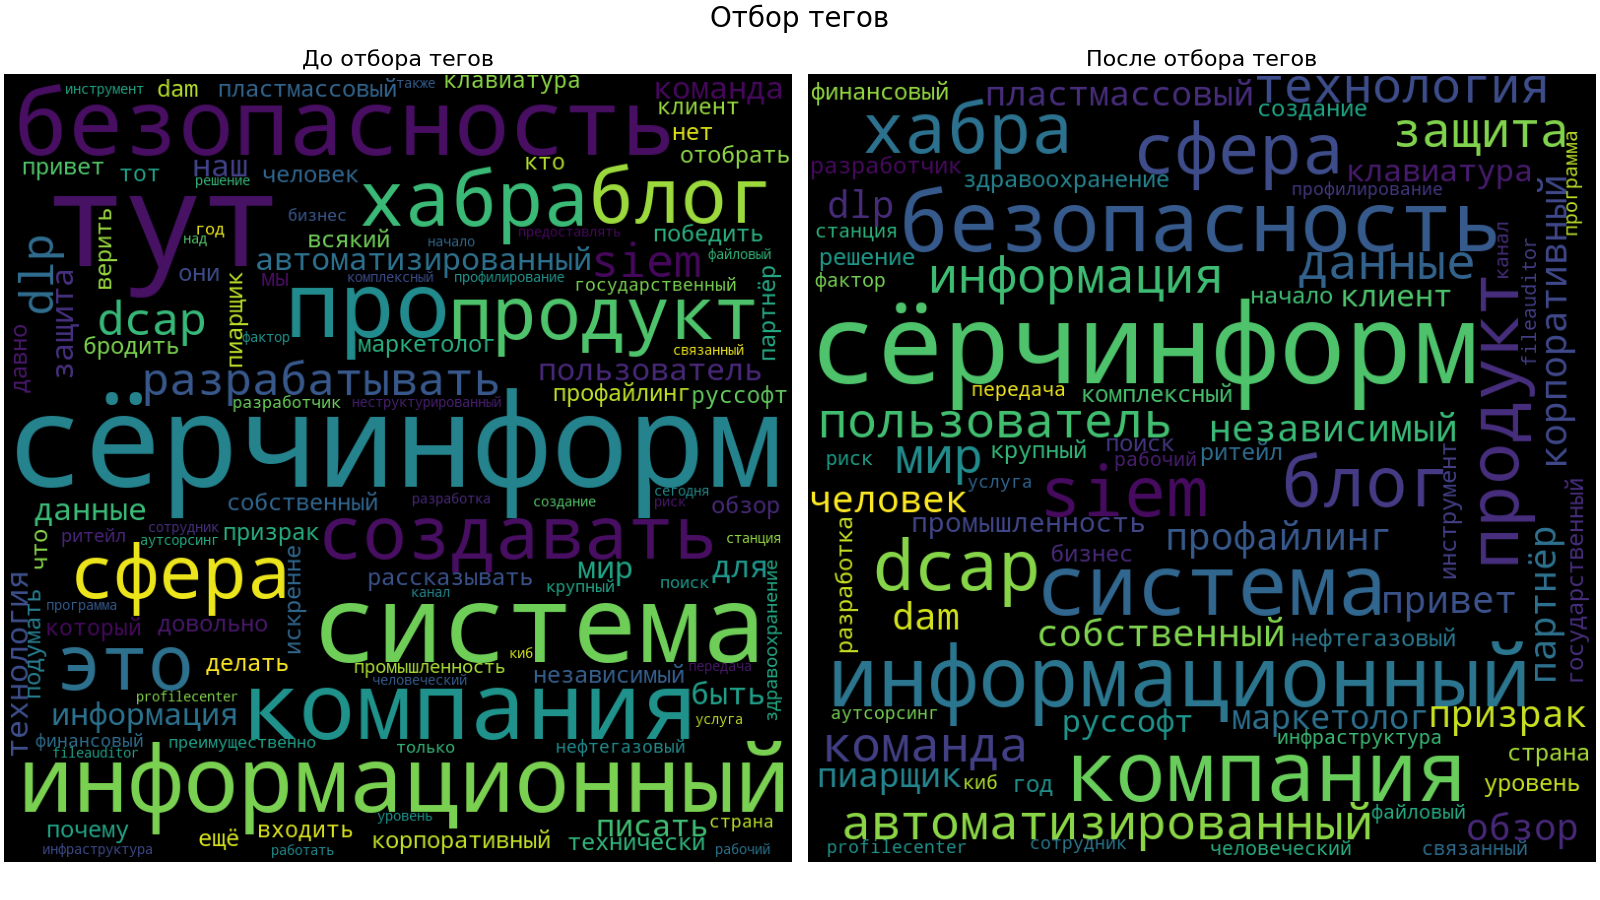 Отбор тегов
До отбора тегов
инструмент dam пластмассовый также клавиатура команда
безопасность клиент
нет
привет тот наш человек кто отобрать
решение
тут хабра блог
бизнес
год
над
всякий начало предоставлять победить
dlp
верить
защита
они
автоматизированный siem файловый
мы комплексный профилирование
государственный
пиарщик
про продукт
партнёр
dcap
фактор
бродить
маркетолог
связанный
давно
разрабатывать пользователь
профайлинг руссофт
разработчик неструктурированный
сёрчинформ
сегодня
собственный разработка создание риск обзор
данные
сотрудник
ритейл аутсорсинг призрак
что
создавать
станция
сфера
искренне
рассказывать мир для
канал крупный поиск
технология
подумать
программа
который довольно
система
здравоохранение
это делать
киб
промышленность
человеческий
независимый передача
profilecenter
компания быть
информация услуга
финансовый преимущественно только нефтегазовый
fileauditor
информационный
уровень
почему ещё входить корпоративный писать страна
технически
инфраструктура работать рабочий
После отбора тегов
финансовый пластмассовый технология
создание
хабра сфера защита
программа
разработчик клавиатура
здравоохранение профилирование
dlp безопасность
корпоративный
станция
канал
решение
информация данные
фактор
fileauditor
начало клиент
сёрчинформ
продукт
передача комплексный
пользователь независимый
поиск
мир крупный рабочий ритейл
риск
услуга siem блог
инструмент
государственный
человек
разработка
промышленность профайлинг
бизнес
партнёр
dcap система
dam привет
собственный нефтегазовый
информационный
аутсорсинг руссофт маркетолог призрак
команда инфраструктура
страна
пиарщик киб год компания уровень
автоматизированный файловый
обзор
profilecenter сотрудник человеческий связанный